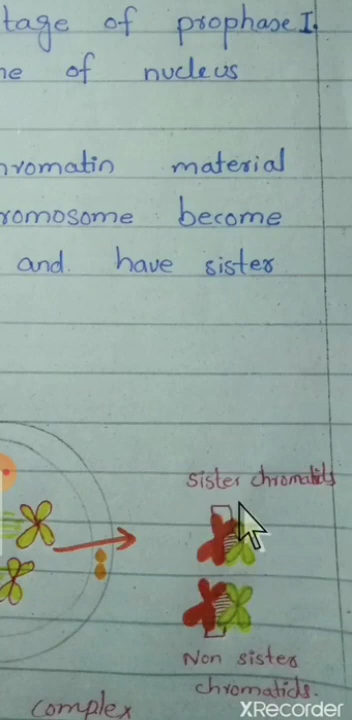 tage of prophase I.
ne of nucleus
hromatin material
romosome become
and. have sister
Sister chromatids
Non sister
chromatids.
complex
XRecorder